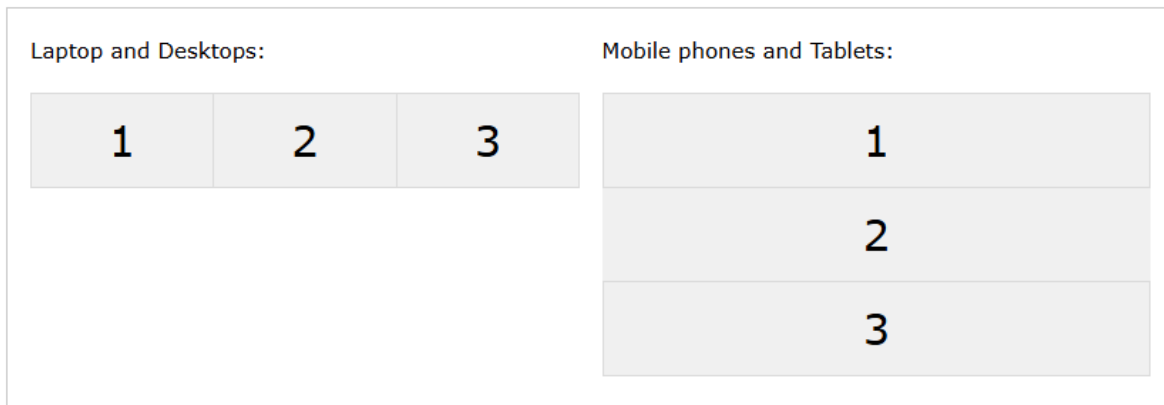 Laptop and Desktops:
1 2 3
Mobile phones and Tablets:
1
2
3